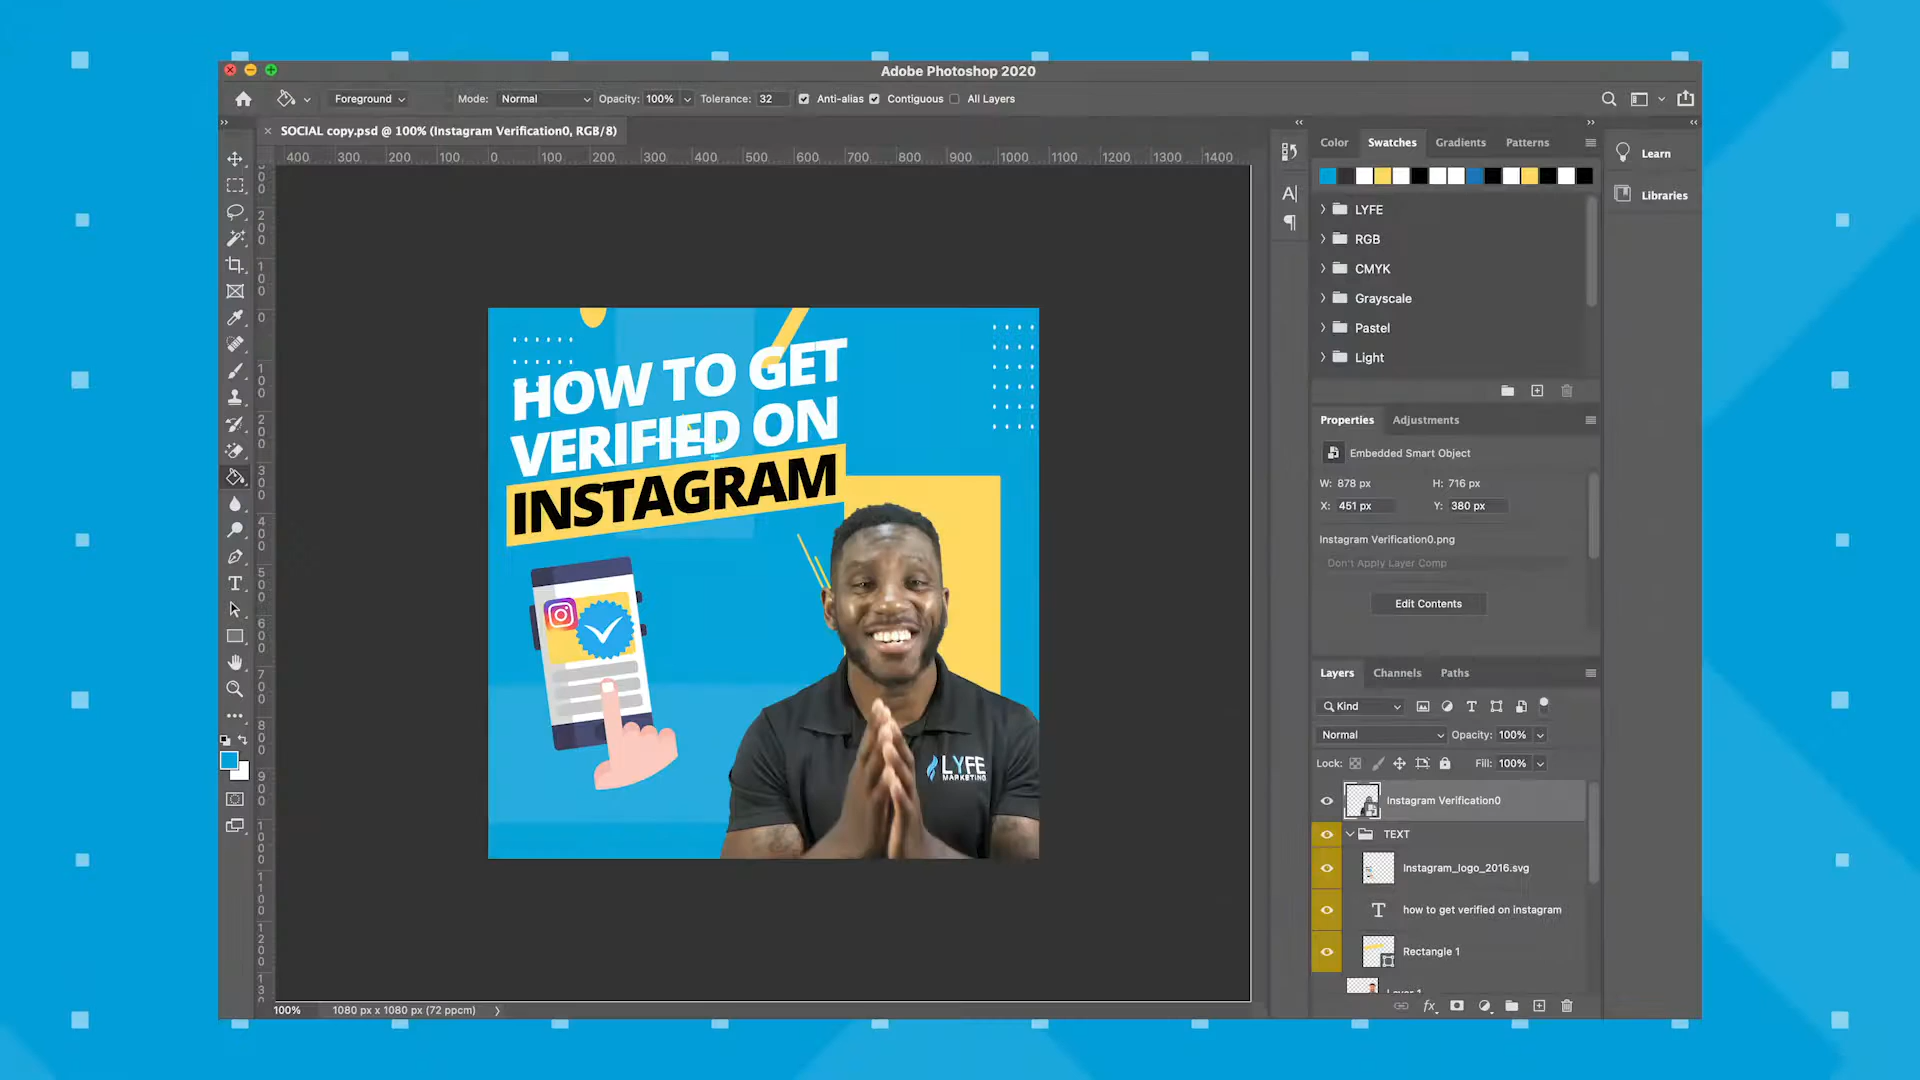 Adobe Photoshop 2020
Foreground
Mode: Normal
Opacity: 100%
Tolerance: 32
Anti-alias
Contiguous
All Layers
SOCIAL copy.psd @ 100% (Instagram Verification0, RGB/8)
400 300 200 100 0 100 200 300 400 500 600 700 800 900 1000 1100 1200 1300 1400
HOW TO GET
VERIFIED ON
INSTAGRAM
LYFE
MARKETING
100%
1080 px x 1080 px (72 ppcm)
Color
Swatches
Gradients
Patterns
LYFE
RGB
CMYK
Grayscale
Pastel
Light
Learn
Libraries
Properties
Adjustments
Embedded Smart Object
W: 878 px H: 716 px
X: 451 px Y: 380 px
Instagram Verification0.png
Don't Apply Layer Comp
Edit Contents
Layers
Channels
Paths
Kind
Normal
Opacity: 100%
Lock:
Fill: 100%
Instagram Verification0
TEXT
Instagram_logo_2016.svg
how to get verified on instagram
Rectangle 1